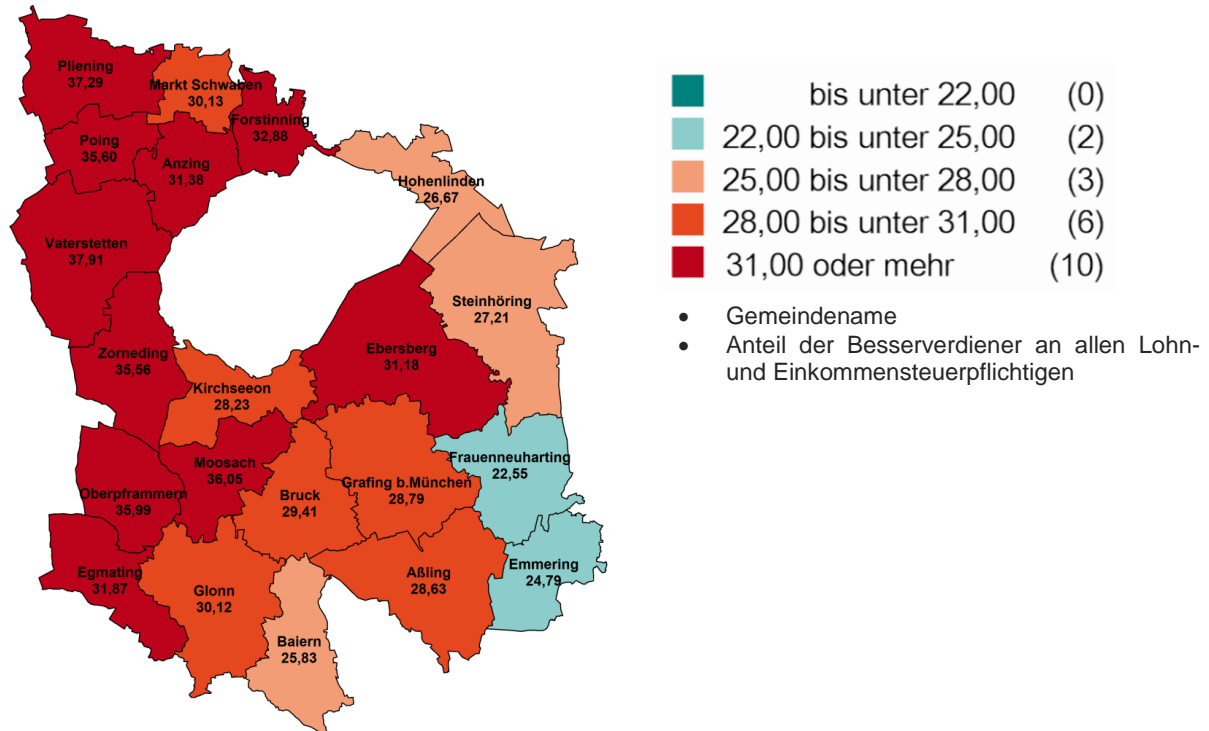 Pliening
37,29
Markt Schwaben
30,13
Forstinning
32,88
Poing
35,60
Anzing
31,38
Hohenlinden
26,67
Vaterstetten
37,91
Steinhöring
27,21
Zorneding
35,56
Ebersberg
31,18
Kirchseeon
28,23
Moosach
36,05
Frauenneuharting
22,55
Oberpframmern
35,99
Bruck
29,41
Grafing b.München
28,79
Egmating
31,87
Glonn
30,12
Aßling
28,63
Emmering
24,79
Baiern
25,83
bis unter 22,00 (0)
22,00 bis unter 25,00 (2)
25,00 bis unter 28,00 (3)
28,00 bis unter 31,00 (6)
31,00 oder mehr (10)
• Gemeindename
• Anteil der Besserverdiener an allen Lohn-
und Einkommensteuerpflichtigen